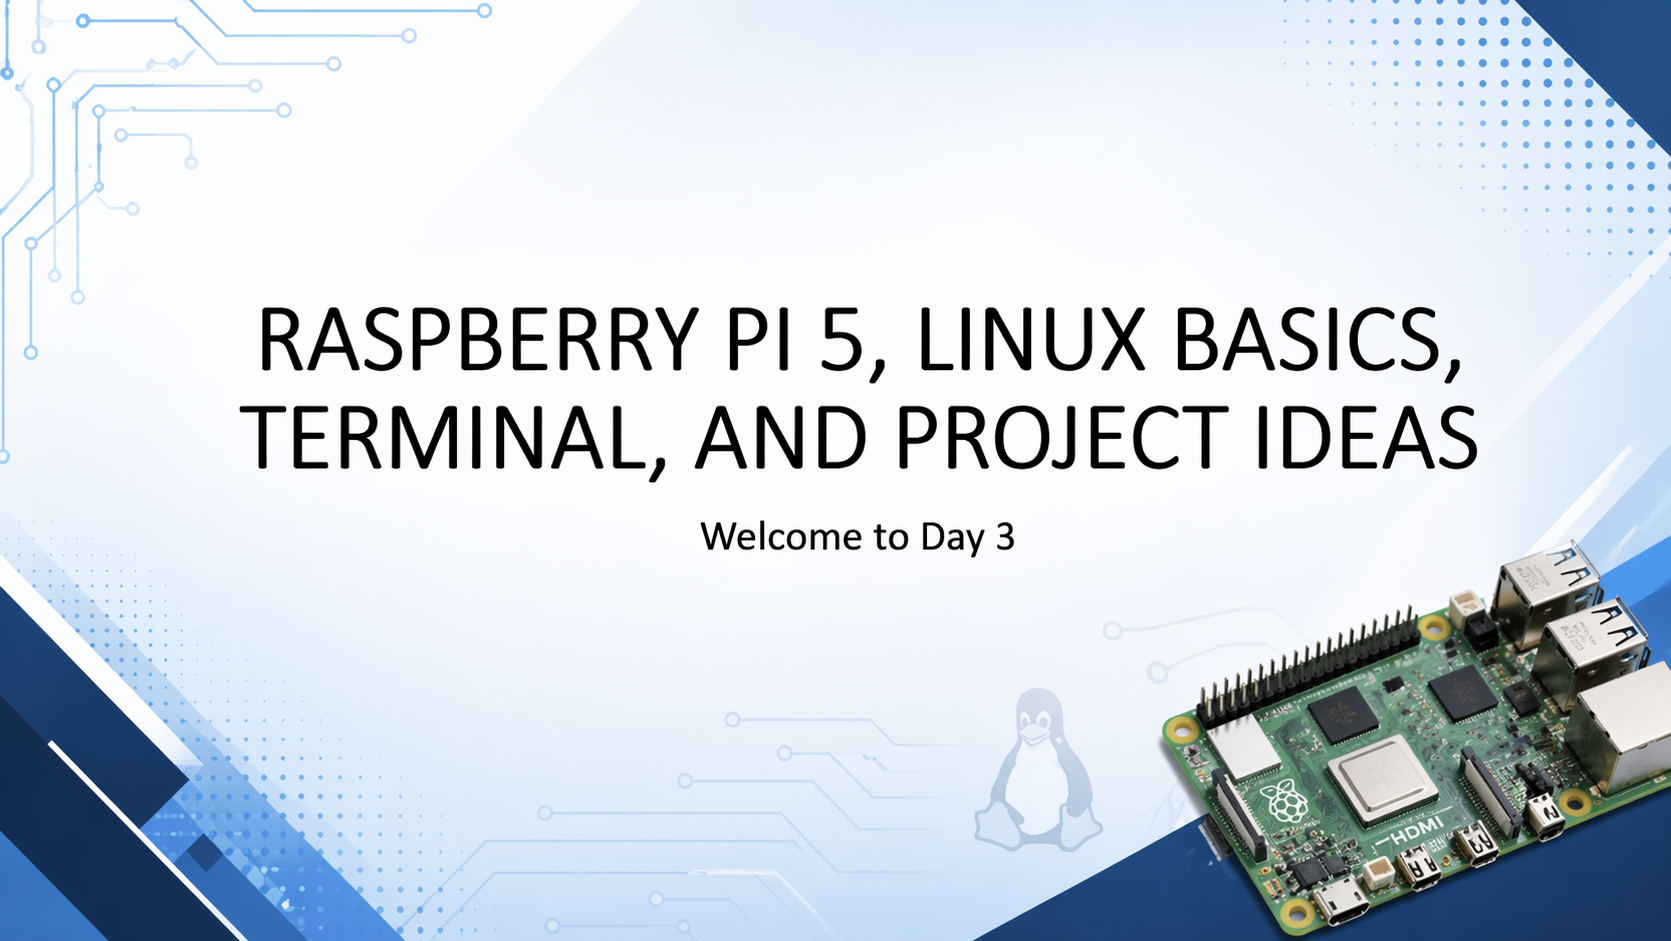 RASPBERRY PI 5, LINUX BASICS,
TERMINAL, AND PROJECT IDEAS
Welcome to Day 3
HDMI